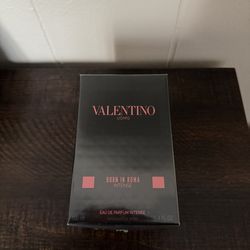 VALENTINO
UOMO
BORN IN ROMA
INTENSE
EAU DE PARFUM INTENSE